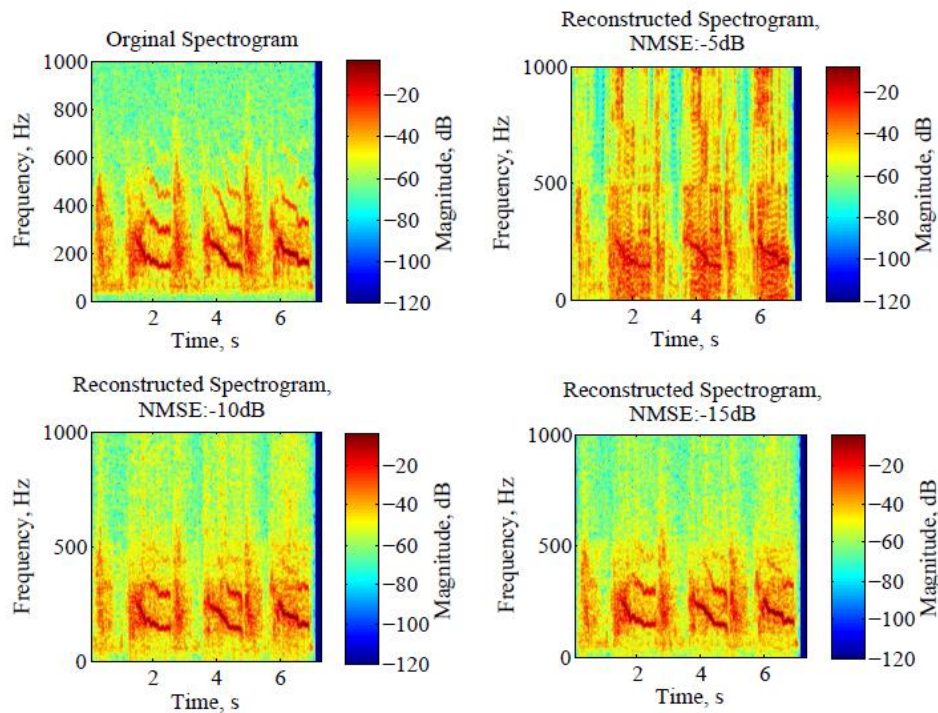 Orginal Spectrogram
1000
800
600
400
200
0
2
4
6
Frequency, Hz
Time, s
−20
−40
−60
−80
−100
−120
Magnitude, dB
Reconstructed Spectrogram,
NMSE:-5dB
1000
500
0
2
4
6
Frequency, Hz
Time, s
−20
−40
−60
−80
−100
−120
Magnitude, dB
Reconstructed Spectrogram,
NMSE:-10dB
1000
500
0
2
4
6
Frequency, Hz
Time, s
−20
−40
−60
−80
−100
−120
Magnitude, dB
Reconstructed Spectrogram,
NMSE:-15dB
1000
500
0
2
4
6
Frequency, Hz
Time, s
−20
−40
−60
−80
−100
−120
Magnitude, dB